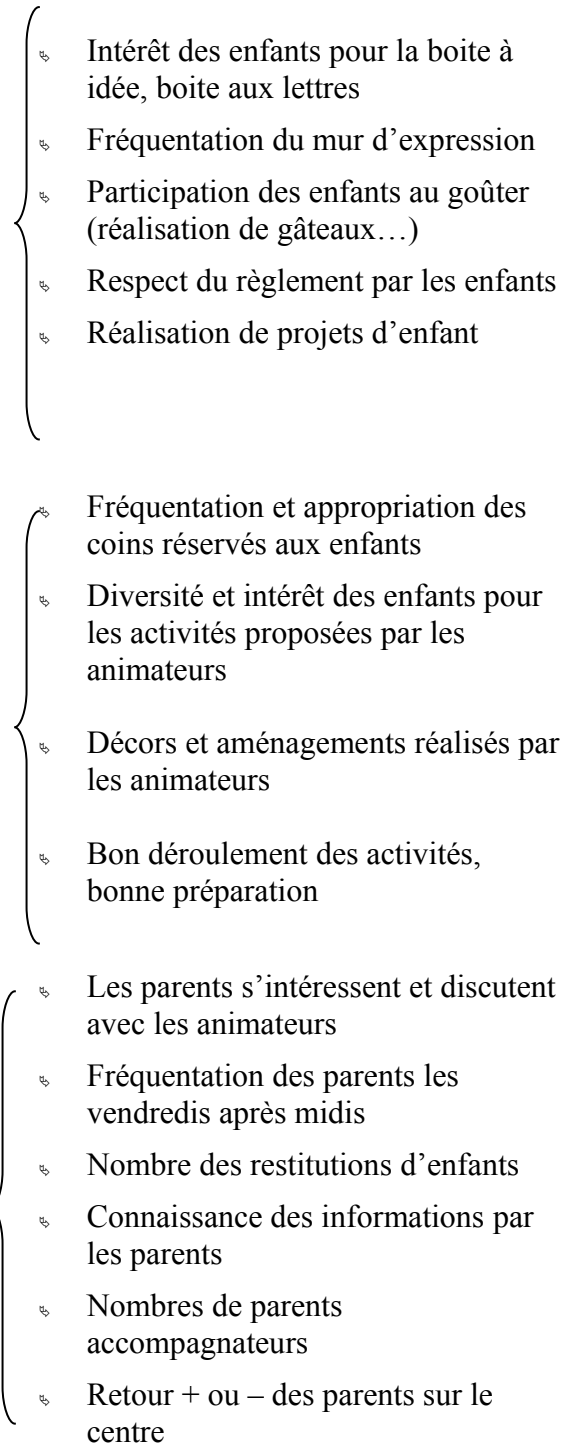 Intérêt des enfants pour la boite à
idée, boite aux lettres
Fréquentation du mur d’expression
Participation des enfants au goûter
(réalisation de gâteaux…)
Respect du règlement par les enfants
Réalisation de projets d’enfant
Fréquentation et appropriation des
coins réservés aux enfants
Diversité et intérêt des enfants pour
les activités proposées par les
animateurs
Décors et aménagements réalisés par
les animateurs
Bon déroulement des activités,
bonne préparation
Les parents s’intéressent et discutent
avec les animateurs
Fréquentation des parents les
vendredis après midis
Nombre des restitutions d’enfants
Connaissance des informations par
les parents
Nombres de parents
accompagnateurs
Retour + ou – des parents sur le
centre